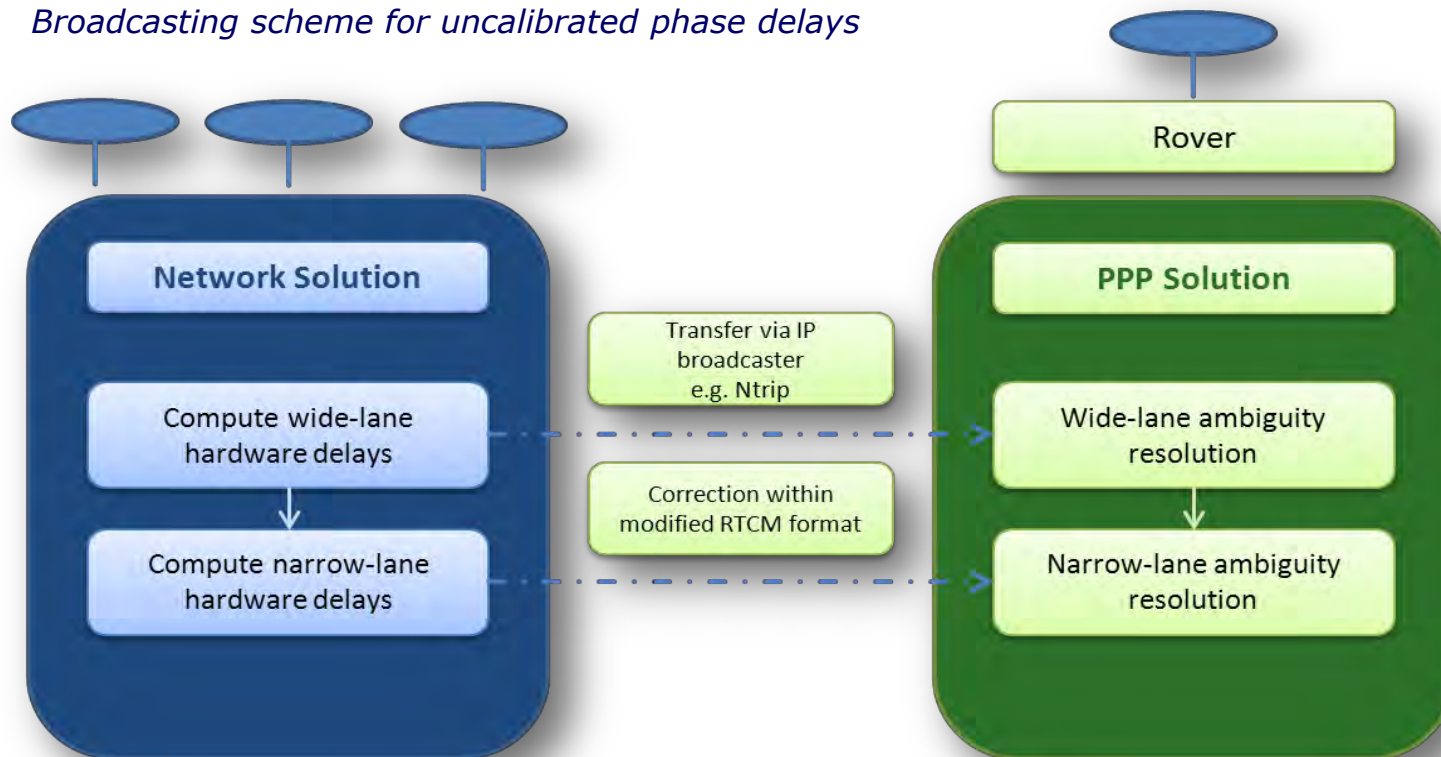 Broadcasting scheme for uncalibrated phase delays
Rover
Network Solution
PPP Solution
Transfer via IP
broadcaster
e.g. Ntrip
Compute wide-lane
hardware delays
Wide-lane ambiguity
resolution
Correction within
modified RTCM format
Compute narrow-lane
hardware delays
Narrow-lane ambiguity
resolution